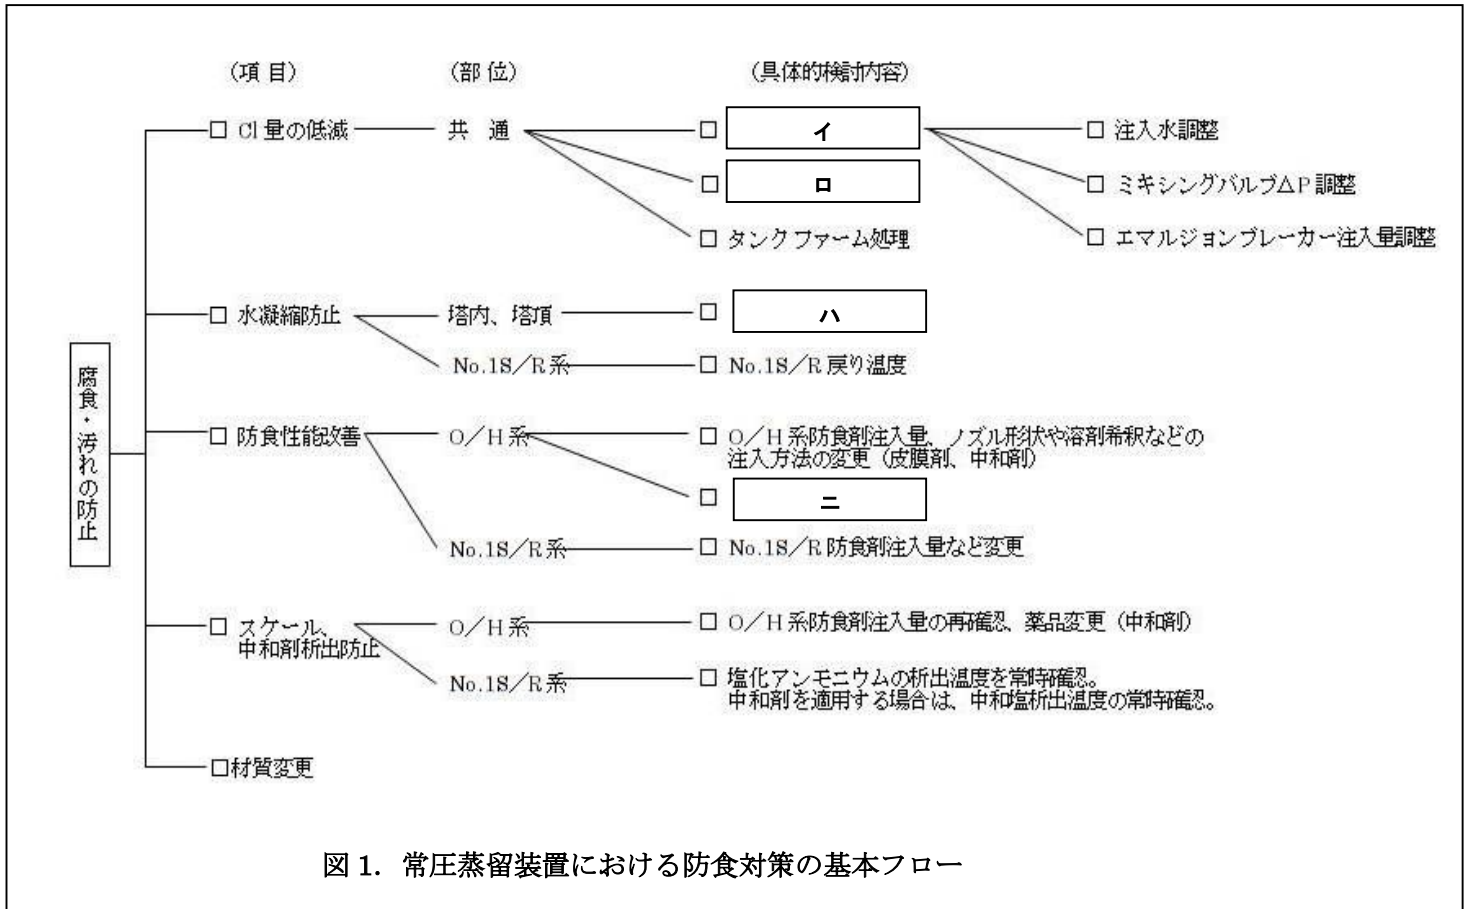 (項 目) (部 位) (具体的検討内容)
□ Cl 量の低減 共 通 □ イ □ 注入水調整
□ ロ □ ミキシングバルブΔP 調整
□ タンクファーム処理 □ エマルジョンブレーカー注入量調整
□ 水凝縮防止 塔内、塔頂 □ ハ
No.1S/R 系 □ No.1S/R 戻り温度
腐食・汚れの防止
□ 防食性能改善 O/H 系 □ O/H 系防食剤注入量、ノズル形状や溶剤希釈などの
注入方法の変更(皮膜剤、中和剤)
□ ニ
No.1S/R 系 □ No.1S/R 防食剤注入量など変更
□ スケール、
中和剤析出防止
O/H 系 □ O/H 系防食剤注入量の再確認、薬品変更(中和剤)
No.1S/R 系 □ 塩化アンモニウムの析出温度を常時確認。
中和剤を適用する場合は、中和塩析出温度の常時確認。
□材質変更
図 1. 常圧蒸留装置における防食対策の基本フロー